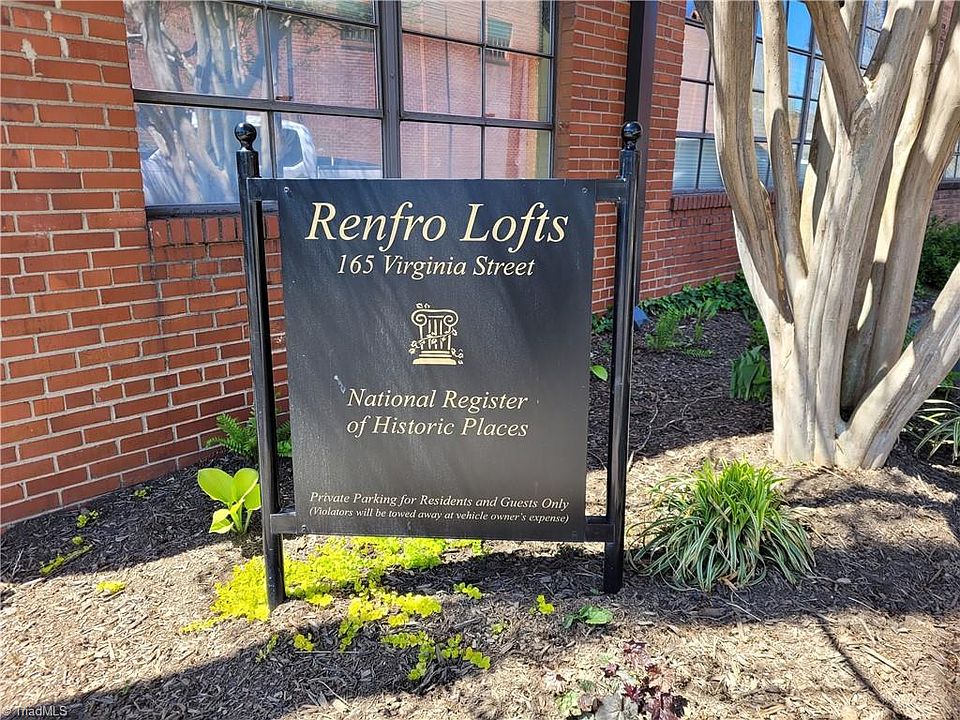 Renfro Lofts
165 Virginia Street
National Register
of Historic Places
Private Parking for Residents and Guests Only
(Violators will be towed away at vehicle owner's expense)
TriadMLS